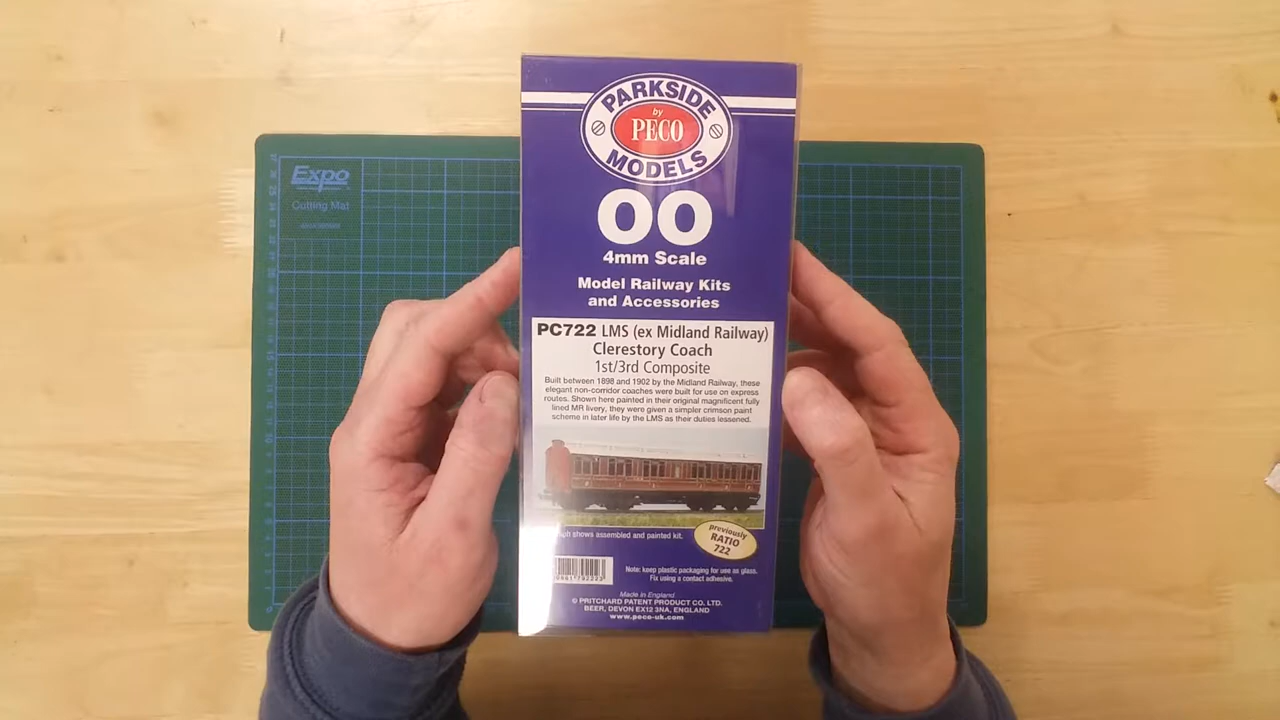 PARKSIDE
by
PECO
MODELS
OO
4mm Scale
Model Railway Kits
and Accessories
PC722 LMS (ex Midland Railway)
Clerestory Coach
1st/3rd Composite
Built between 1898 and 1902 by the Midland Railway, these
elegant non-corridor coaches were built for use on express
routes. Shown here painted in their original magnificent fully
lined MR livery, they were given a simpler crimson paint
scheme in later life by the LMS as their duties lessened.
shows assembled and painted kit.
previously
RATIO
722
Note: keep plastic packaging for use as glass.
Fix using a contact adhesive.
Made in England
© PRITCHARD PATENT PRODUCT CO. LTD.
BEER, DEVON EX12 3NA, ENGLAND
www.peco-uk.com
Expo
Cutting Mat